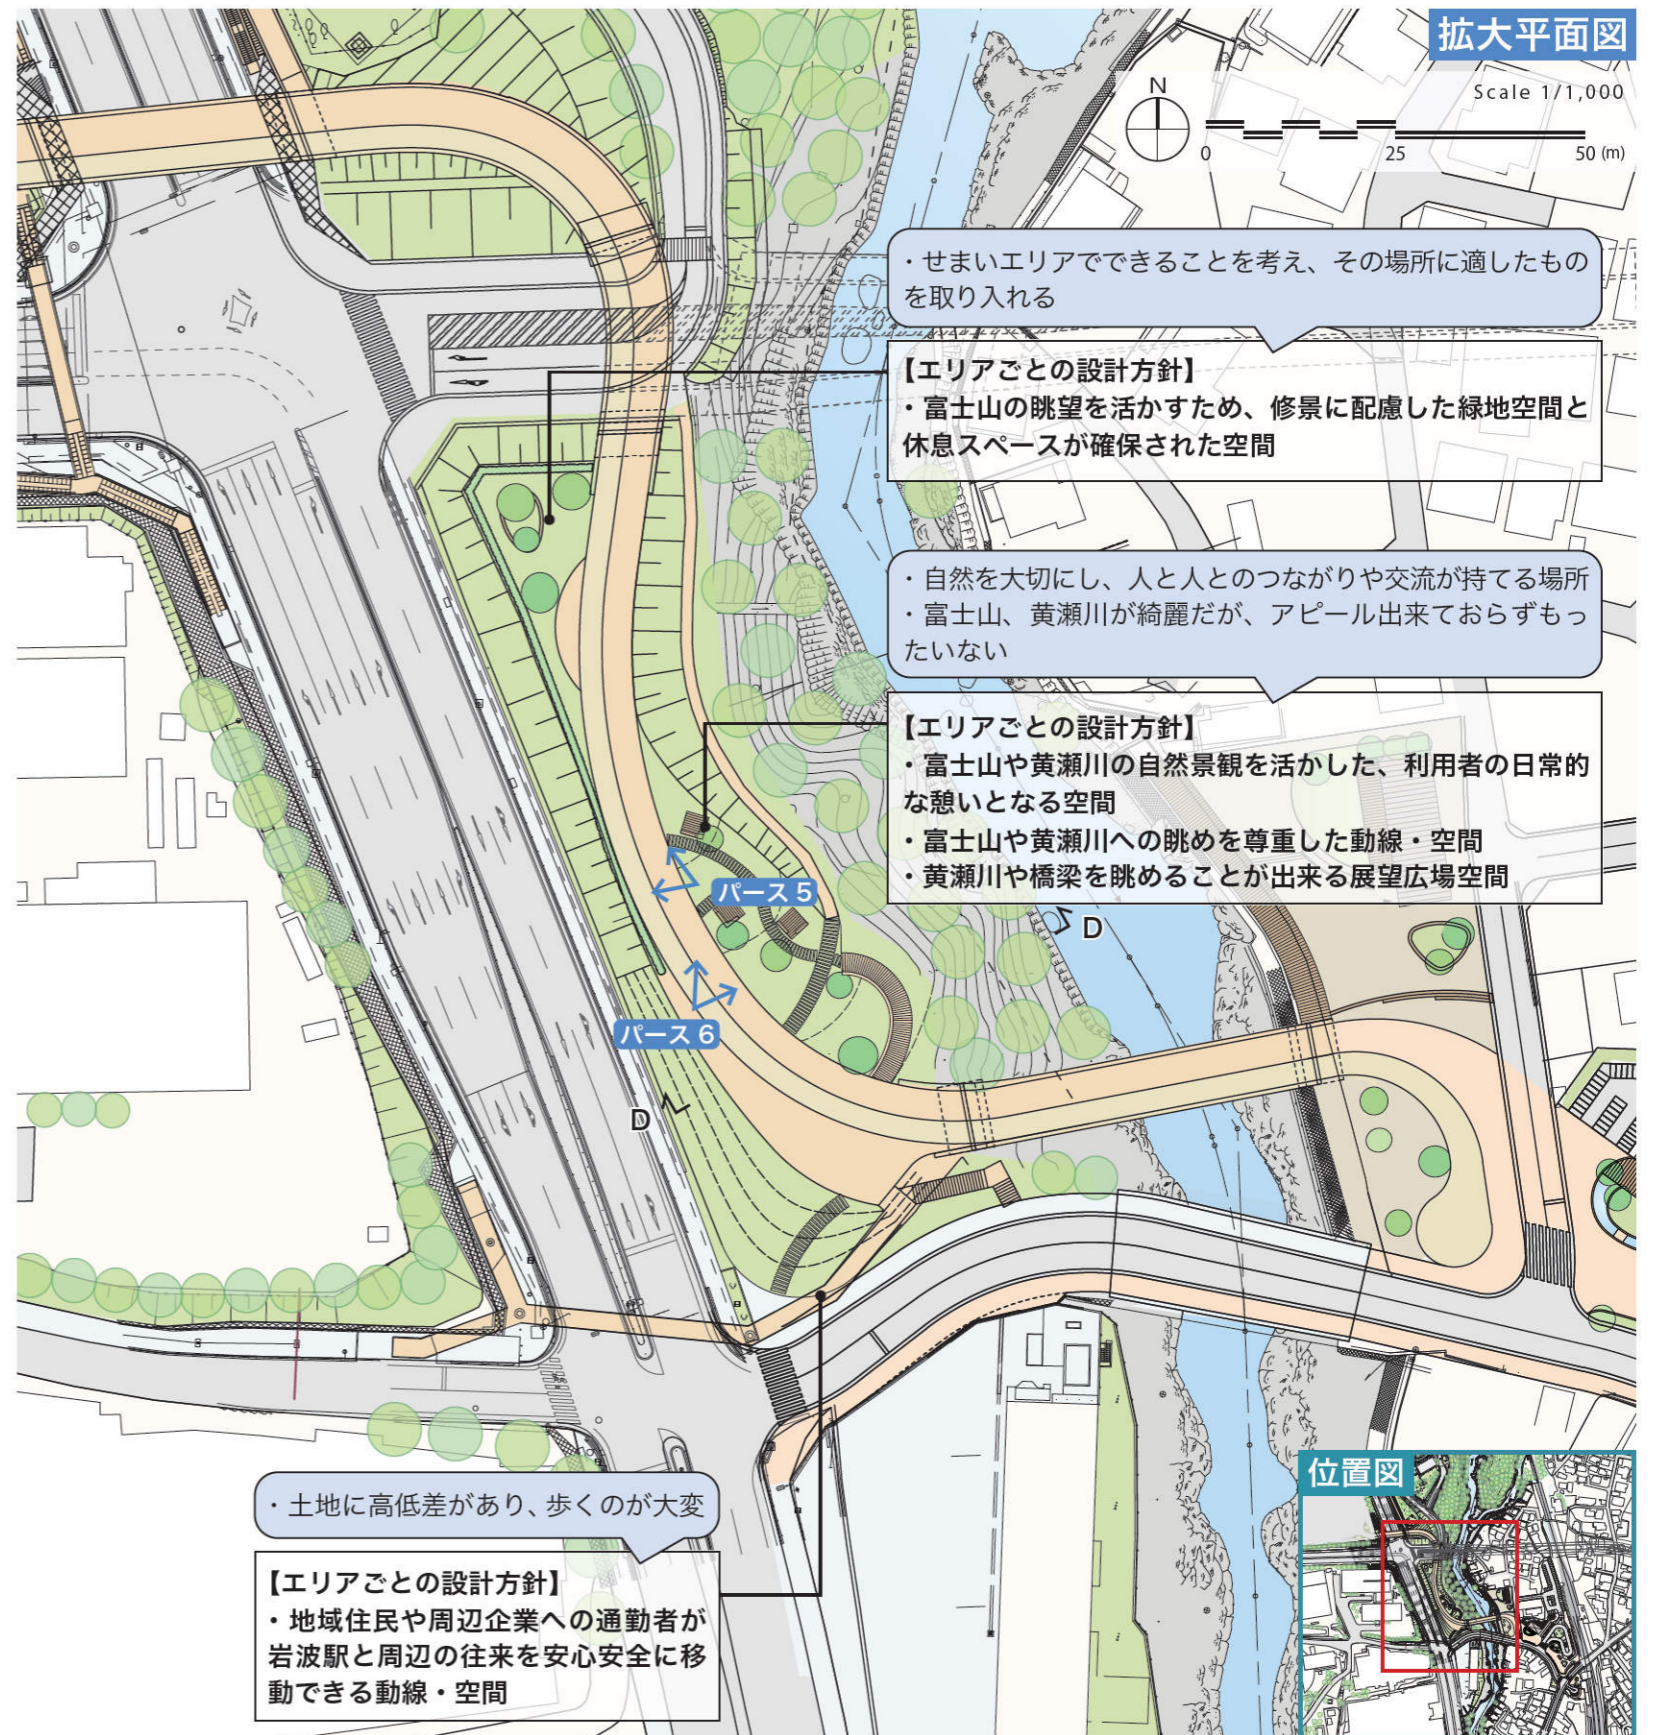 拡大平面図
Scale 1/1,000
N
0 25 50 (m)
・せまいエリアでできることを考え、その場所に適したもの
を取り入れる
【エリアごとの設計方針】
・富士山の眺望を活かすため、修景に配慮した緑地空間と
休息スペースが確保された空間
・自然を大切にし、人と人とのつながりや交流が持てる場所
・富士山、黄瀬川が綺麗だが、アピール出来ておらずもっ
たいない
【エリアごとの設計方針】
・富士山や黄瀬川の自然景観を活かした、利用者の日常的
な憩いとなる空間
・富士山や黄瀬川への眺めを尊重した動線・空間
・黄瀬川や橋梁を眺めることが出来る展望広場空間
パース 5
D
パース 6
D
・土地に高低差があり、歩くのが大変
【エリアごとの設計方針】
・地域住民や周辺企業への通勤者が
岩波駅と周辺の往来を安心安全に移
動できる動線・空間
位置図